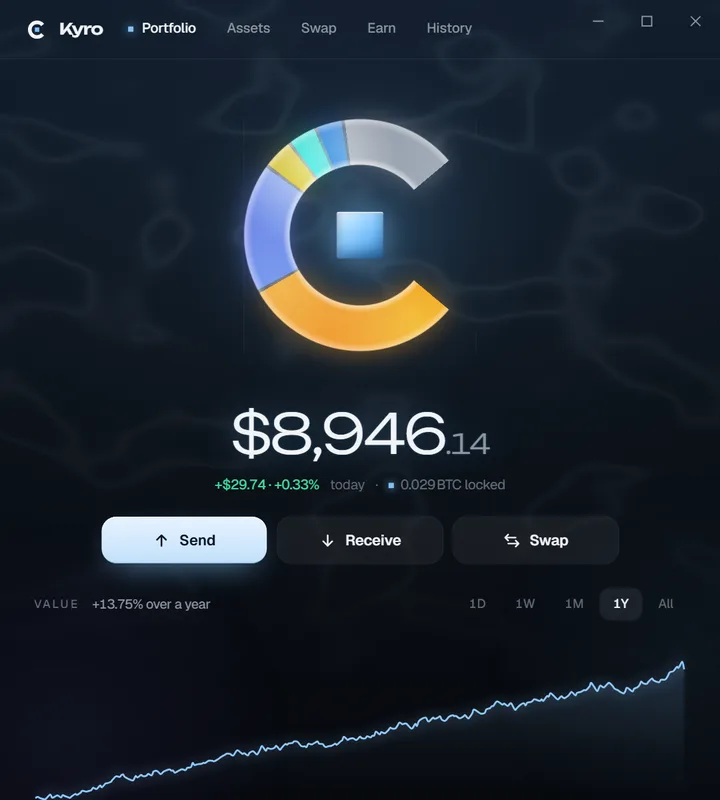 Kyro Portfolio Assets Swap Earn History
$8,946.14
+$29.74 · +0.33% today · 0.029 BTC locked
↑ Send ↓ Receive Swap
VALUE +13.75% over a year 1D 1W 1M 1Y All